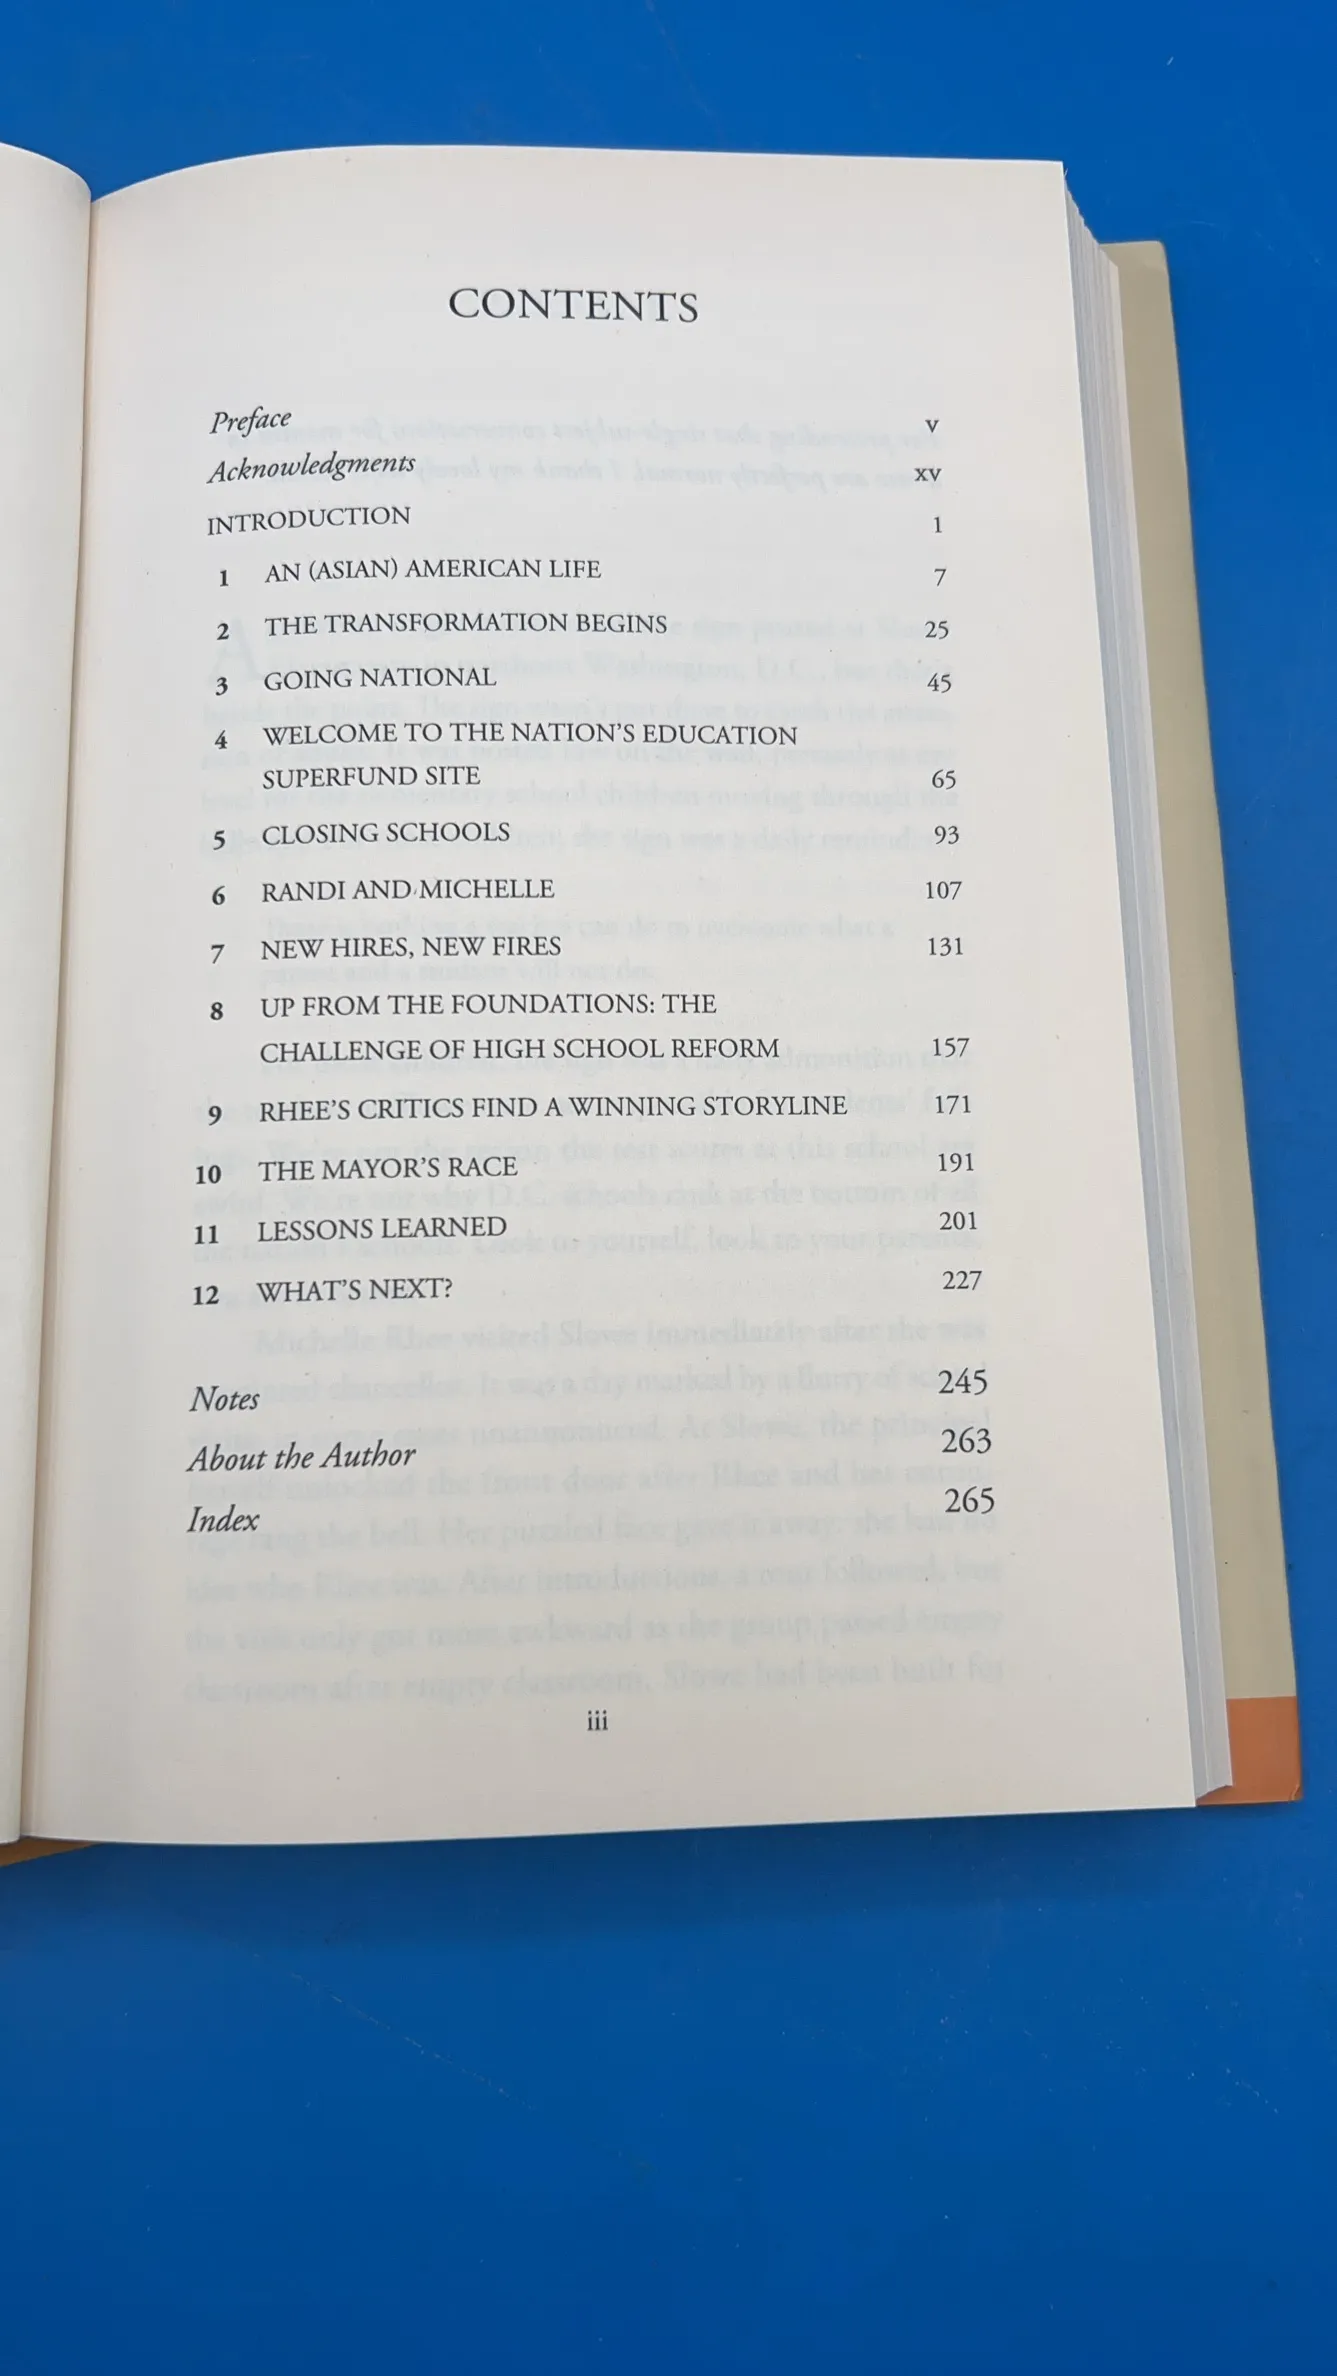 CONTENTS
Preface v
Acknowledgments xv
INTRODUCTION 1
1 AN (ASIAN) AMERICAN LIFE 7
2 THE TRANSFORMATION BEGINS 25
3 GOING NATIONAL 45
4 WELCOME TO THE NATION'S EDUCATION
SUPERFUND SITE 65
5 CLOSING SCHOOLS 93
6 RANDI AND MICHELLE 107
7 NEW HIRES, NEW FIRES 131
8 UP FROM THE FOUNDATIONS: THE
CHALLENGE OF HIGH SCHOOL REFORM 157
9 RHEE'S CRITICS FIND A WINNING STORYLINE 171
10 THE MAYOR'S RACE 191
11 LESSONS LEARNED 201
12 WHAT'S NEXT? 227
Notes 245
About the Author 263
Index 265
iii